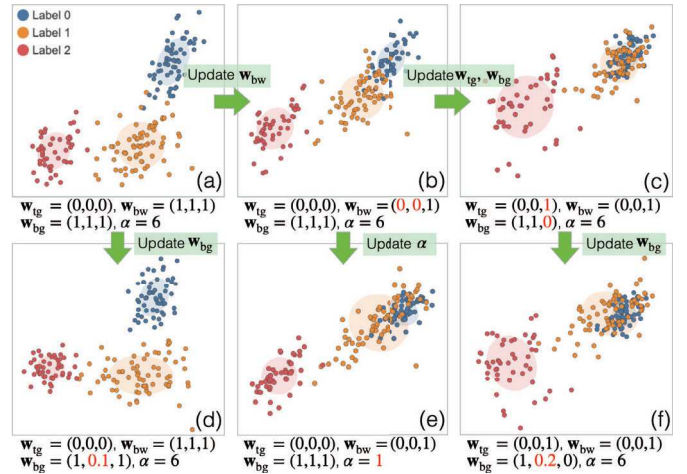 Label 0
Label 1
Label 2
Update w_bw
Update w_tg, w_bg
(a)
(b)
(c)
w_tg = (0,0,0), w_bw = (1,1,1)
w_bg = (1,1,1), α = 6
w_tg = (0,0,0), w_bw = (0,0,1)
w_bg = (1,1,1), α = 6
w_tg = (0,0,1), w_bw = (0,0,1)
w_bg = (1,1,0), α = 6
Update w_bg
Update α
Update w_bg
(d)
(e)
(f)
w_tg = (0,0,0), w_bw = (1,1,1)
w_bg = (1,0.1,1), α = 6
w_tg = (0,0,0), w_bw = (0,0,1)
w_bg = (1,1,1), α = 1
w_tg = (0,0,1), w_bw = (0,0,1)
w_bg = (1,0.2,0), α = 6